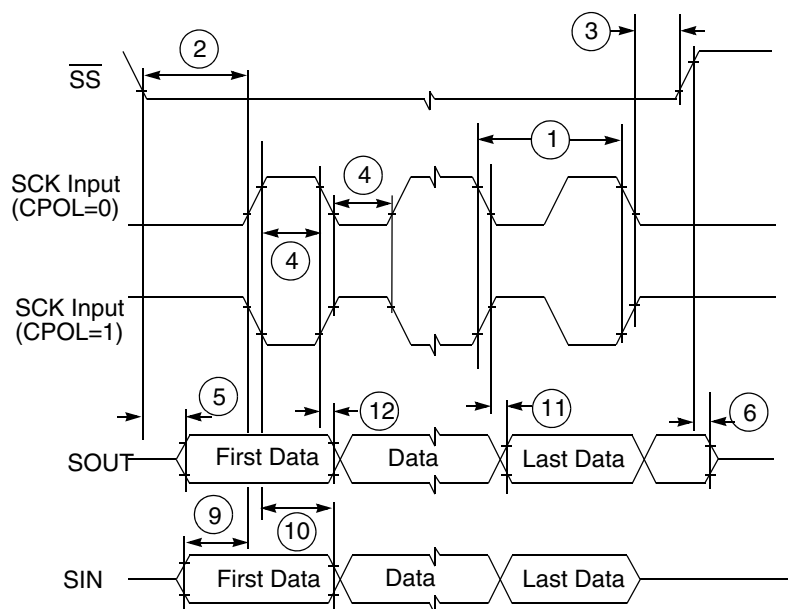 3
2
SS
1
SCK Input
(CPOL=0)
4
4
SCK Input
(CPOL=1)
5
12
11
6
SOUT
First Data
Data
Last Data
9
10
SIN
First Data
Data
Last Data